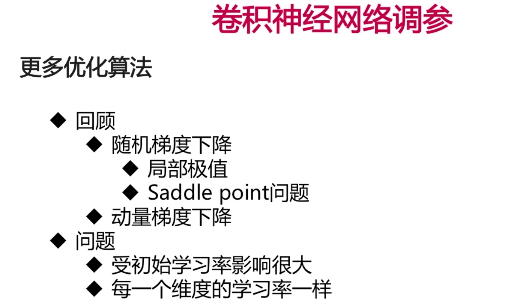 卷积神经网络调参
更多优化算法
◆ 回顾
◆ 随机梯度下降
◆ 局部极值
◆ Saddle point问题
◆ 动量梯度下降
◆ 问题
◆ 受初始学习率影响很大
◆ 每一个维度的学习率一样